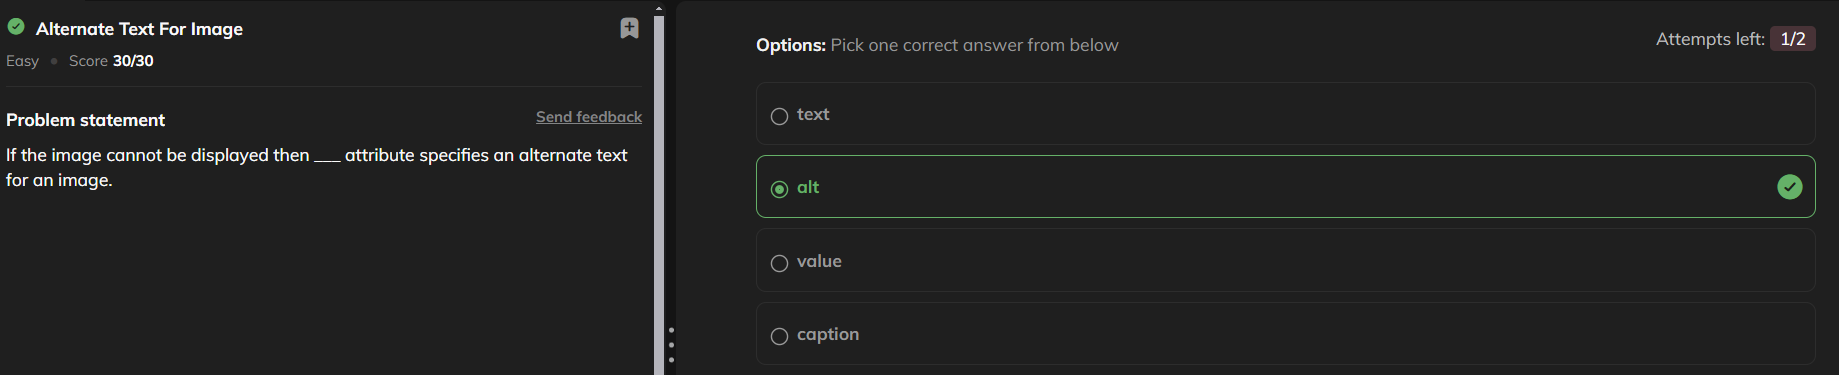 Alternate Text For Image
Easy • Score 30/30
Problem statement
Send feedback
If the image cannot be displayed then ___ attribute specifies an alternate text
for an image.
Options: Pick one correct answer from below
Attempts left: 1/2
text
alt
value
caption